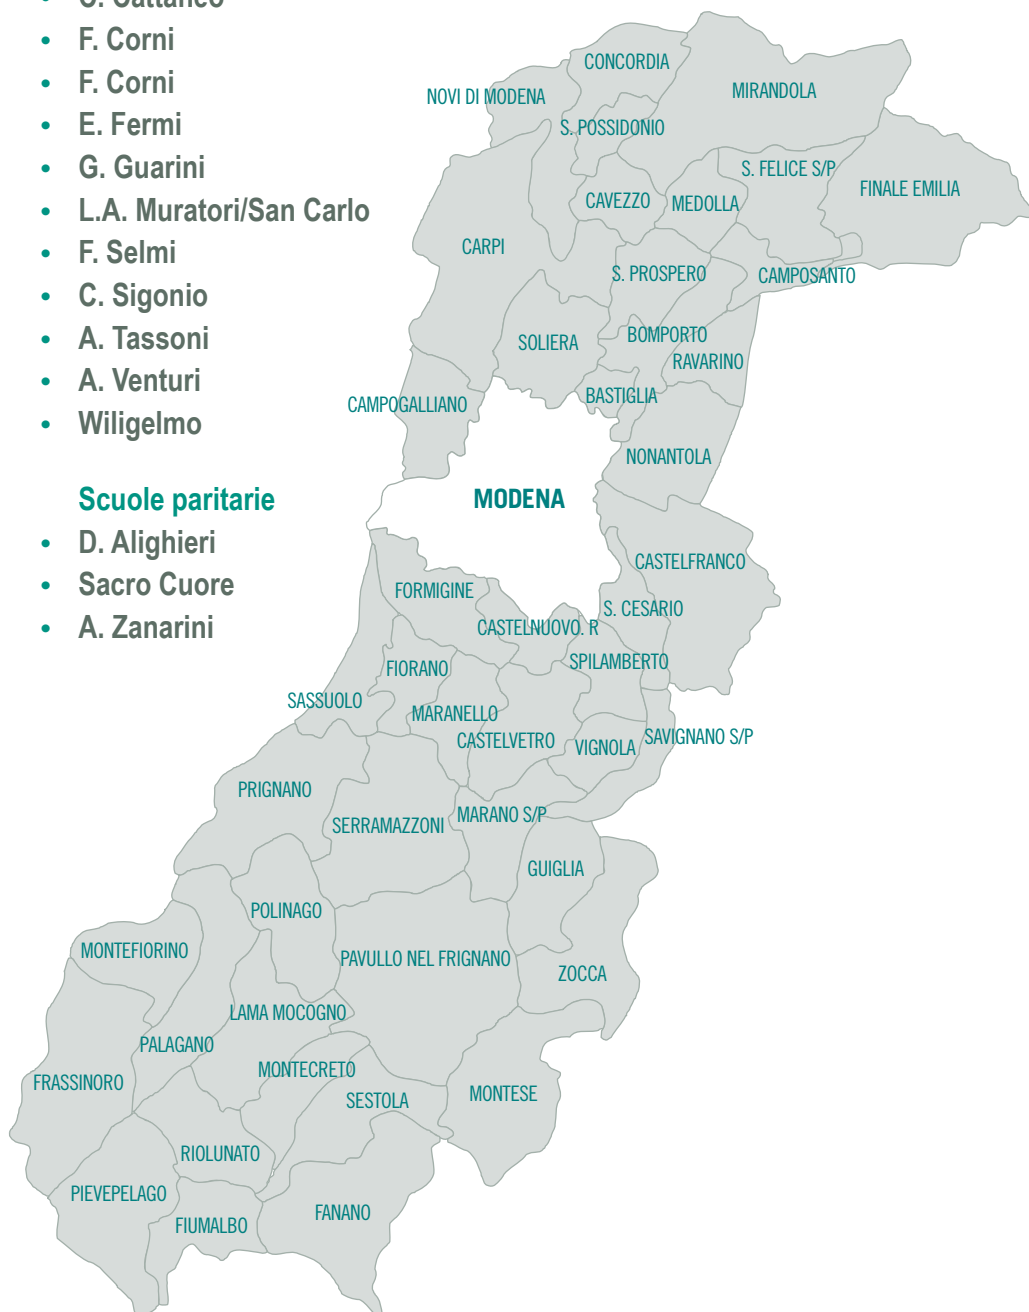 C. Cattaneo
F. Corni
F. Corni
E. Fermi
G. Guarini
L.A. Muratori/San Carlo
F. Selmi
C. Sigonio
A. Tassoni
A. Venturi
Wiligelmo
Scuole paritarie
D. Alighieri
Sacro Cuore
A. Zanarini
CONCORDIA
MIRANDOLA
NOVI DI MODENA
S. POSSIDONIO
S. FELICE S/P
FINALE EMILIA
CAVEZZO
MEDOLLA
CARPI
S. PROSPERO
CAMPOSANTO
SOLIERA
BOMPORTO
RAVARINO
BASTIGLIA
CAMPOGALLIANO
NONANTOLA
MODENA
CASTELFRANCO
FORMIGINE
S. CESARIO
CASTELNUOVO. R
SPILAMBERTO
FIORANO
SASSUOLO
MARANELLO
CASTELVETRO
VIGNOLA
SAVIGNANO S/P
PRIGNANO
SERRAMAZZONI
MARANO S/P
GUIGLIA
POLINAGO
MONTEFIORINO
PAVULLO NEL FRIGNANO
ZOCCA
LAMA MOCOGNO
PALAGANO
FRASSINORO
MONTECRETO
SESTOLA
MONTESE
RIOLUNATO
PIEVEPELAGO
FIUMALBO
FANANO